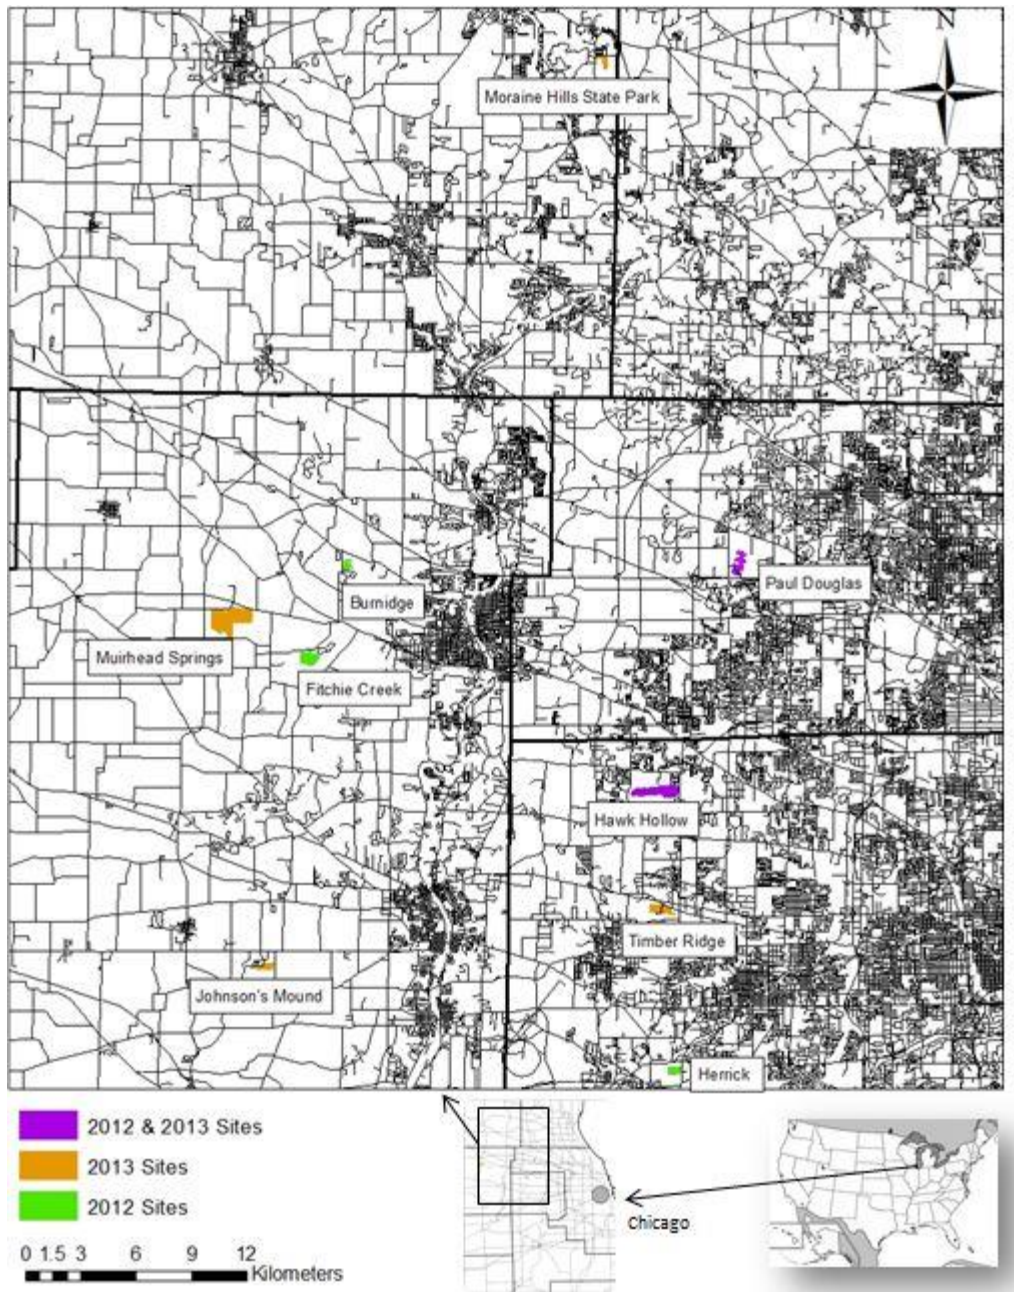 N
Moraine Hills State Park
Paul Douglas
Burnidge
Muirhead Springs
Fitchie Creek
Hawk Hollow
Timber Ridge
Johnson's Mound
Herrick
2012 & 2013 Sites
2013 Sites
2012 Sites
Chicago
0 1.5 3 6 9 12
Kilometers